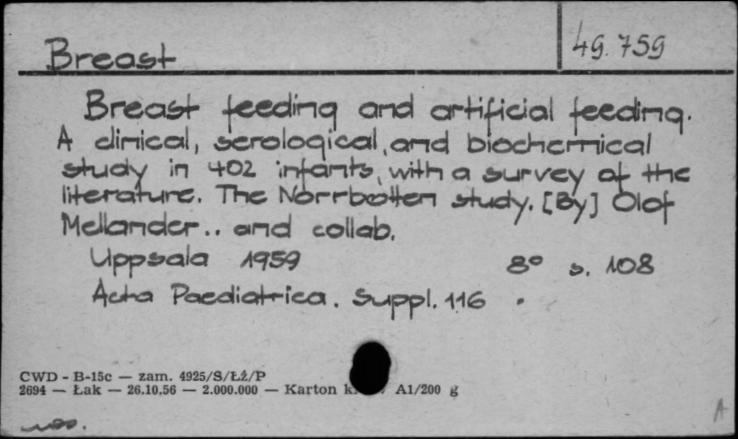 Breast
49.759
Breast feeding and artificial feeding.
A clinical, serological, and biochemical
study in 402 infants, with a survey of the
literature. The Norrbotten study. [By] Olof
Mellander.. and collab.
Uppsala 1959 8° s. 108
Acta Paediatrica. Suppl. 116.
CWD - B-15c — zam. 4925/S/ŁŻ/P
2694 — Łak — 26.10.56 — 2.000.000 — Karton A1/200 g
A